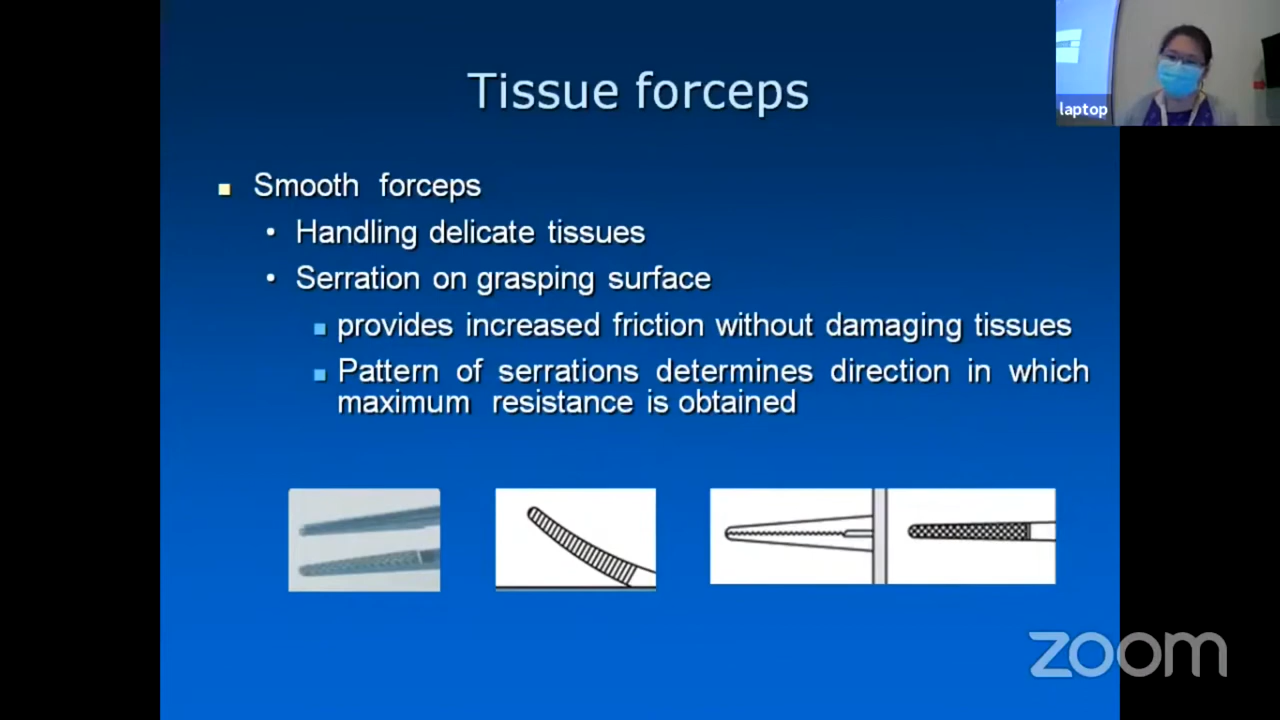 Tissue forceps
laptop
Smooth forceps
Handling delicate tissues
Serration on grasping surface
provides increased friction without damaging tissues
Pattern of serrations determines direction in which
maximum resistance is obtained
zoom